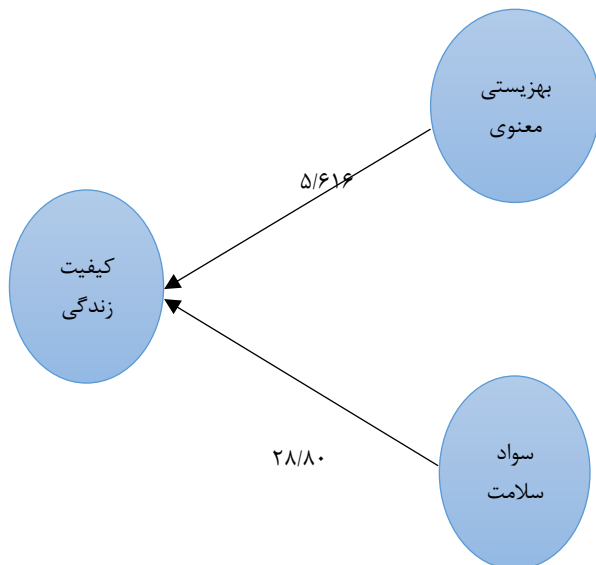 بهزیستی
معنوی
۵/۶۱۶
کیفیت
زندگی
۲۸/۸۰
سواد
سلامت